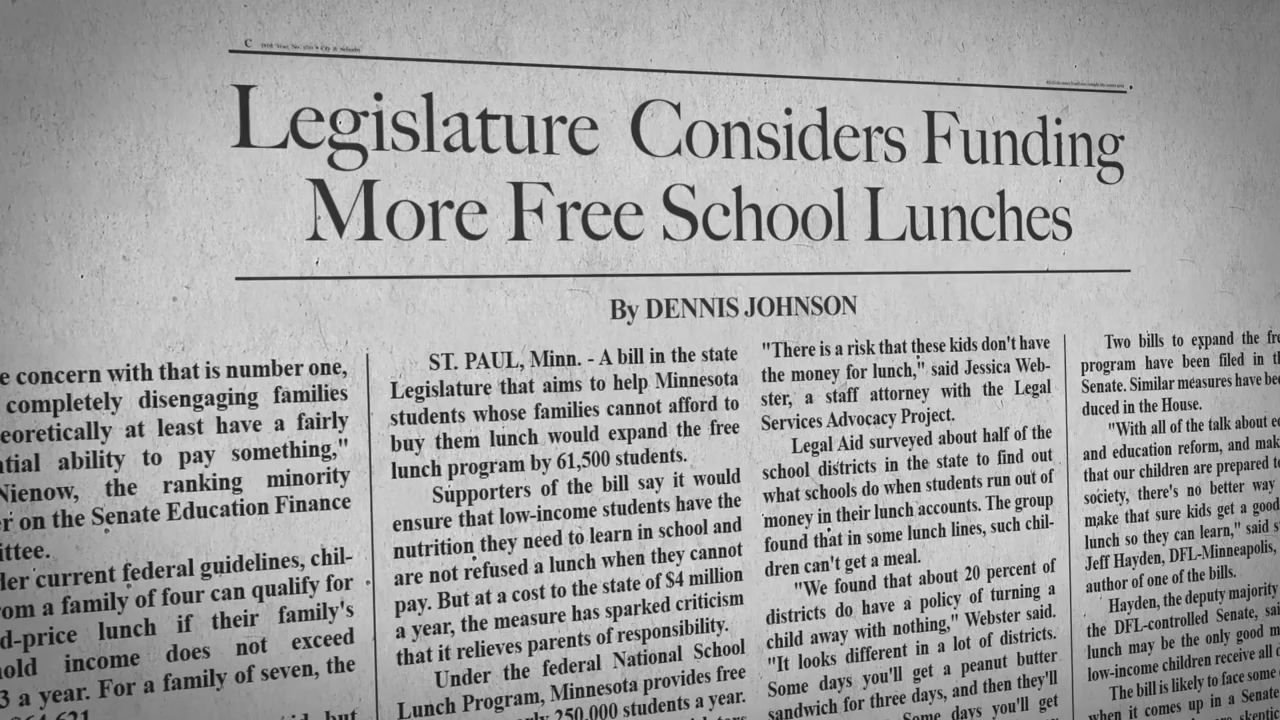 Legislature Considers Funding
More Free School Lunches
By DENNIS JOHNSON
concern with that is number one,
completely disengaging families
at least have a fairly
ability to pay something,"
Nienow, the ranking minority
on the Senate Education Finance
current federal guidelines, chil-
a family of four can qualify for
lunch if their family's
income does not exceed
a year. For a family of seven, the
but
ST. PAUL, Minn. - A bill in the state
Legislature that aims to help Minnesota
students whose families cannot afford to
buy them lunch would expand the free
lunch program by 61,500 students.
Supporters of the bill say it would
ensure that low-income students have the
nutrition they need to learn in school and
are not refused a lunch when they cannot
pay. But at a cost to the state of $4 million
a year, the measure has sparked criticism
that it relieves parents of responsibility.
Under the federal National School
Lunch Program, Minnesota provides free
250,000 students a year.
"There is a risk that these kids don't have
the money for lunch," said Jessica Web-
ster, a staff attorney with the Legal
Services Advocacy Project.
Legal Aid surveyed about half of the
school districts in the state to find out
what schools do when students run out of
money in their lunch accounts. The group
found that in some lunch lines, such chil-
dren can't get a meal.
"We found that about 20 percent of
districts do have a policy of turning a
child away with nothing," Webster said.
"It looks different in a lot of districts.
Some days you'll get a peanut butter
sandwich for three days, and then they'll
Some days you'll get
Two bills to expand the
program have been filed in
Senate. Similar measures have
duced in the House.
"With all of the talk about
and education reform, and
that our children are prepared
society, there's no better way
make that sure kids get a good
lunch so they can learn," said
Jeff Hayden, DFL-Minneapolis,
author of one of the bills.
Hayden, the deputy majority
the DFL-controlled Senate,
lunch may be the only good
low-income children receive all
The bill is likely to face some
when it comes up in a Senate